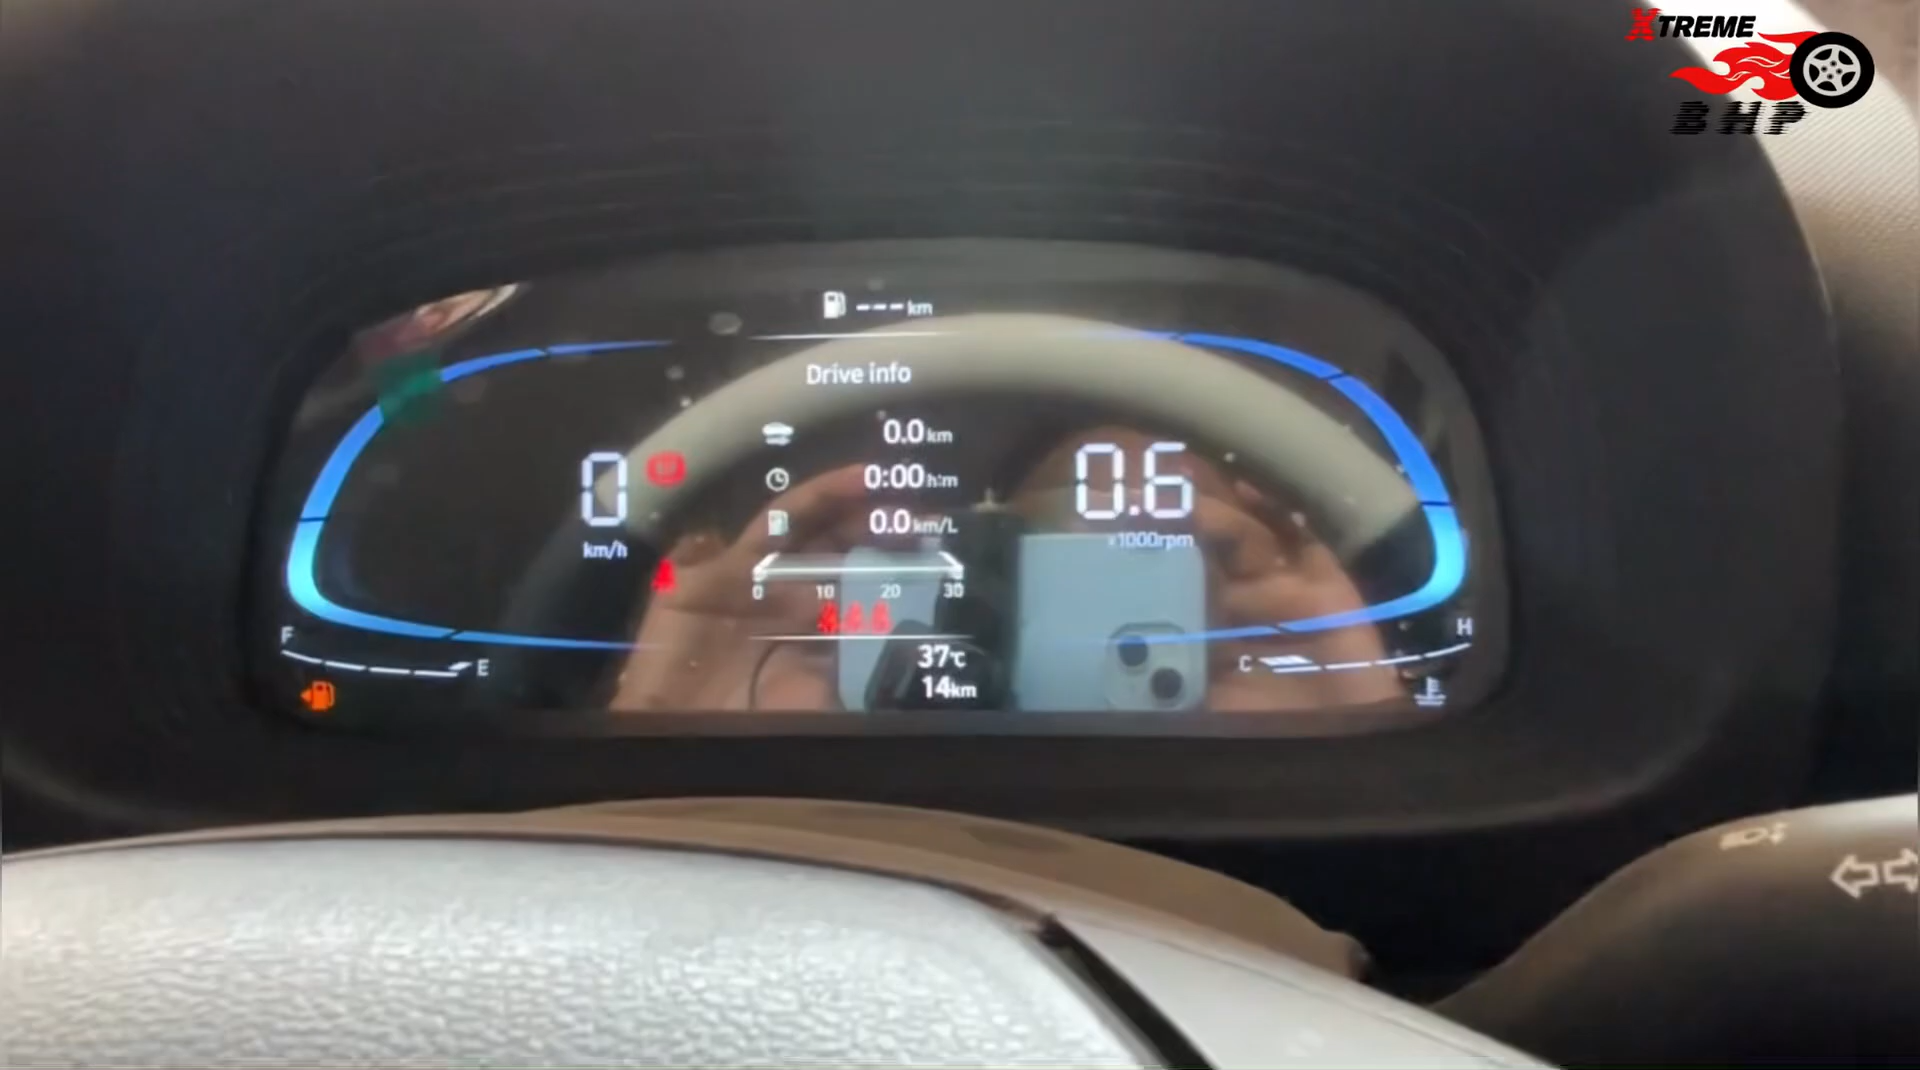 XTREME
BHP
--- km
Drive info
0.0 km
0:00 h:m
0.0 km/L
0 km/h
0.6 x1000rpm
0 10 20 30
F E
C H
37℃
14km